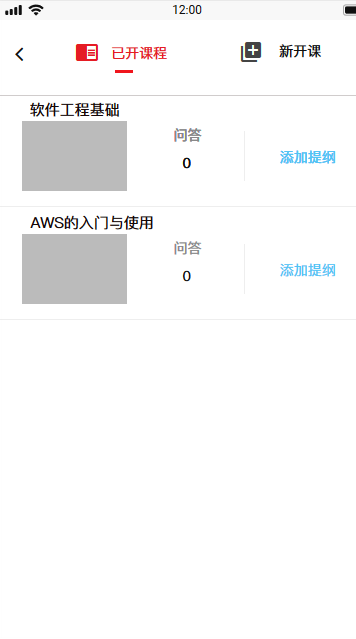 12:00
已开课程
新开课
软件工程基础
问答
0
添加提纲
AWS的入门与使用
问答
0
添加提纲